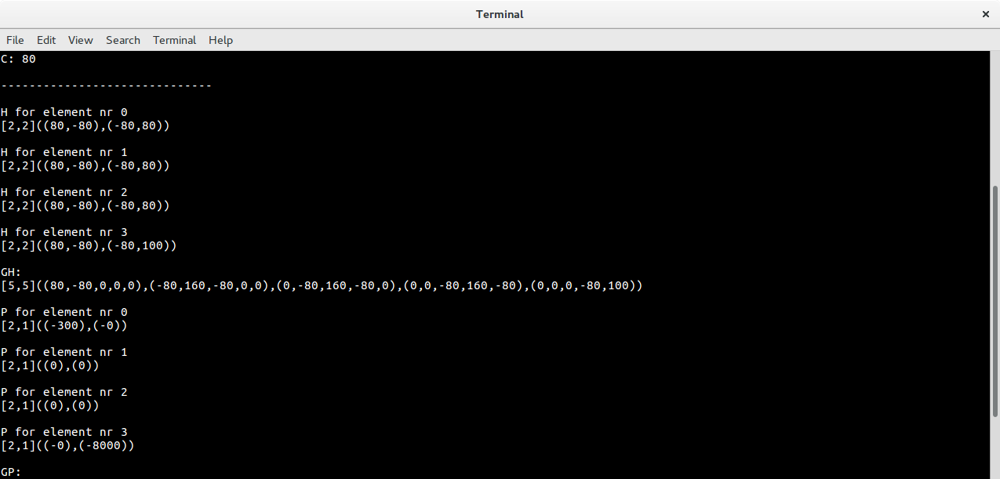 Terminal
File Edit View Search Terminal Help
C: 80
------------------------------
H for element nr 0
[2,2]((80,-80),(-80,80))
H for element nr 1
[2,2]((80,-80),(-80,80))
H for element nr 2
[2,2]((80,-80),(-80,80))
H for element nr 3
[2,2]((80,-80),(-80,100))
GH:
[5,5]((80,-80,0,0,0),(-80,160,-80,0,0),(0,-80,160,-80,0),(0,0,-80,160,-80),(0,0,0,-80,100))
P for element nr 0
[2,1]((-300),(-0))
P for element nr 1
[2,1]((0),(0))
P for element nr 2
[2,1]((0),(0))
P for element nr 3
[2,1]((-0),(-8000))
GP: